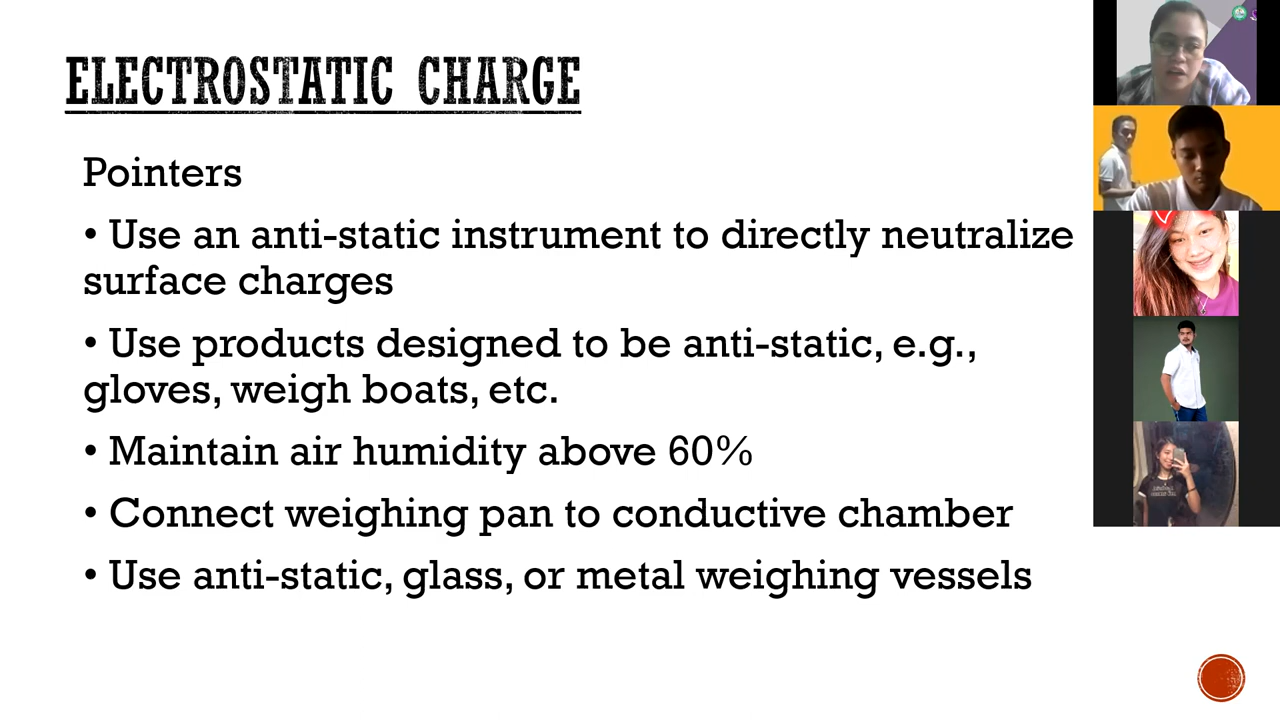 ELECTROSTATIC CHARGE
Pointers
• Use an anti-static instrument to directly neutralize
surface charges
• Use products designed to be anti-static, e.g.,
gloves, weigh boats, etc.
• Maintain air humidity above 60%
• Connect weighing pan to conductive chamber
• Use anti-static, glass, or metal weighing vessels